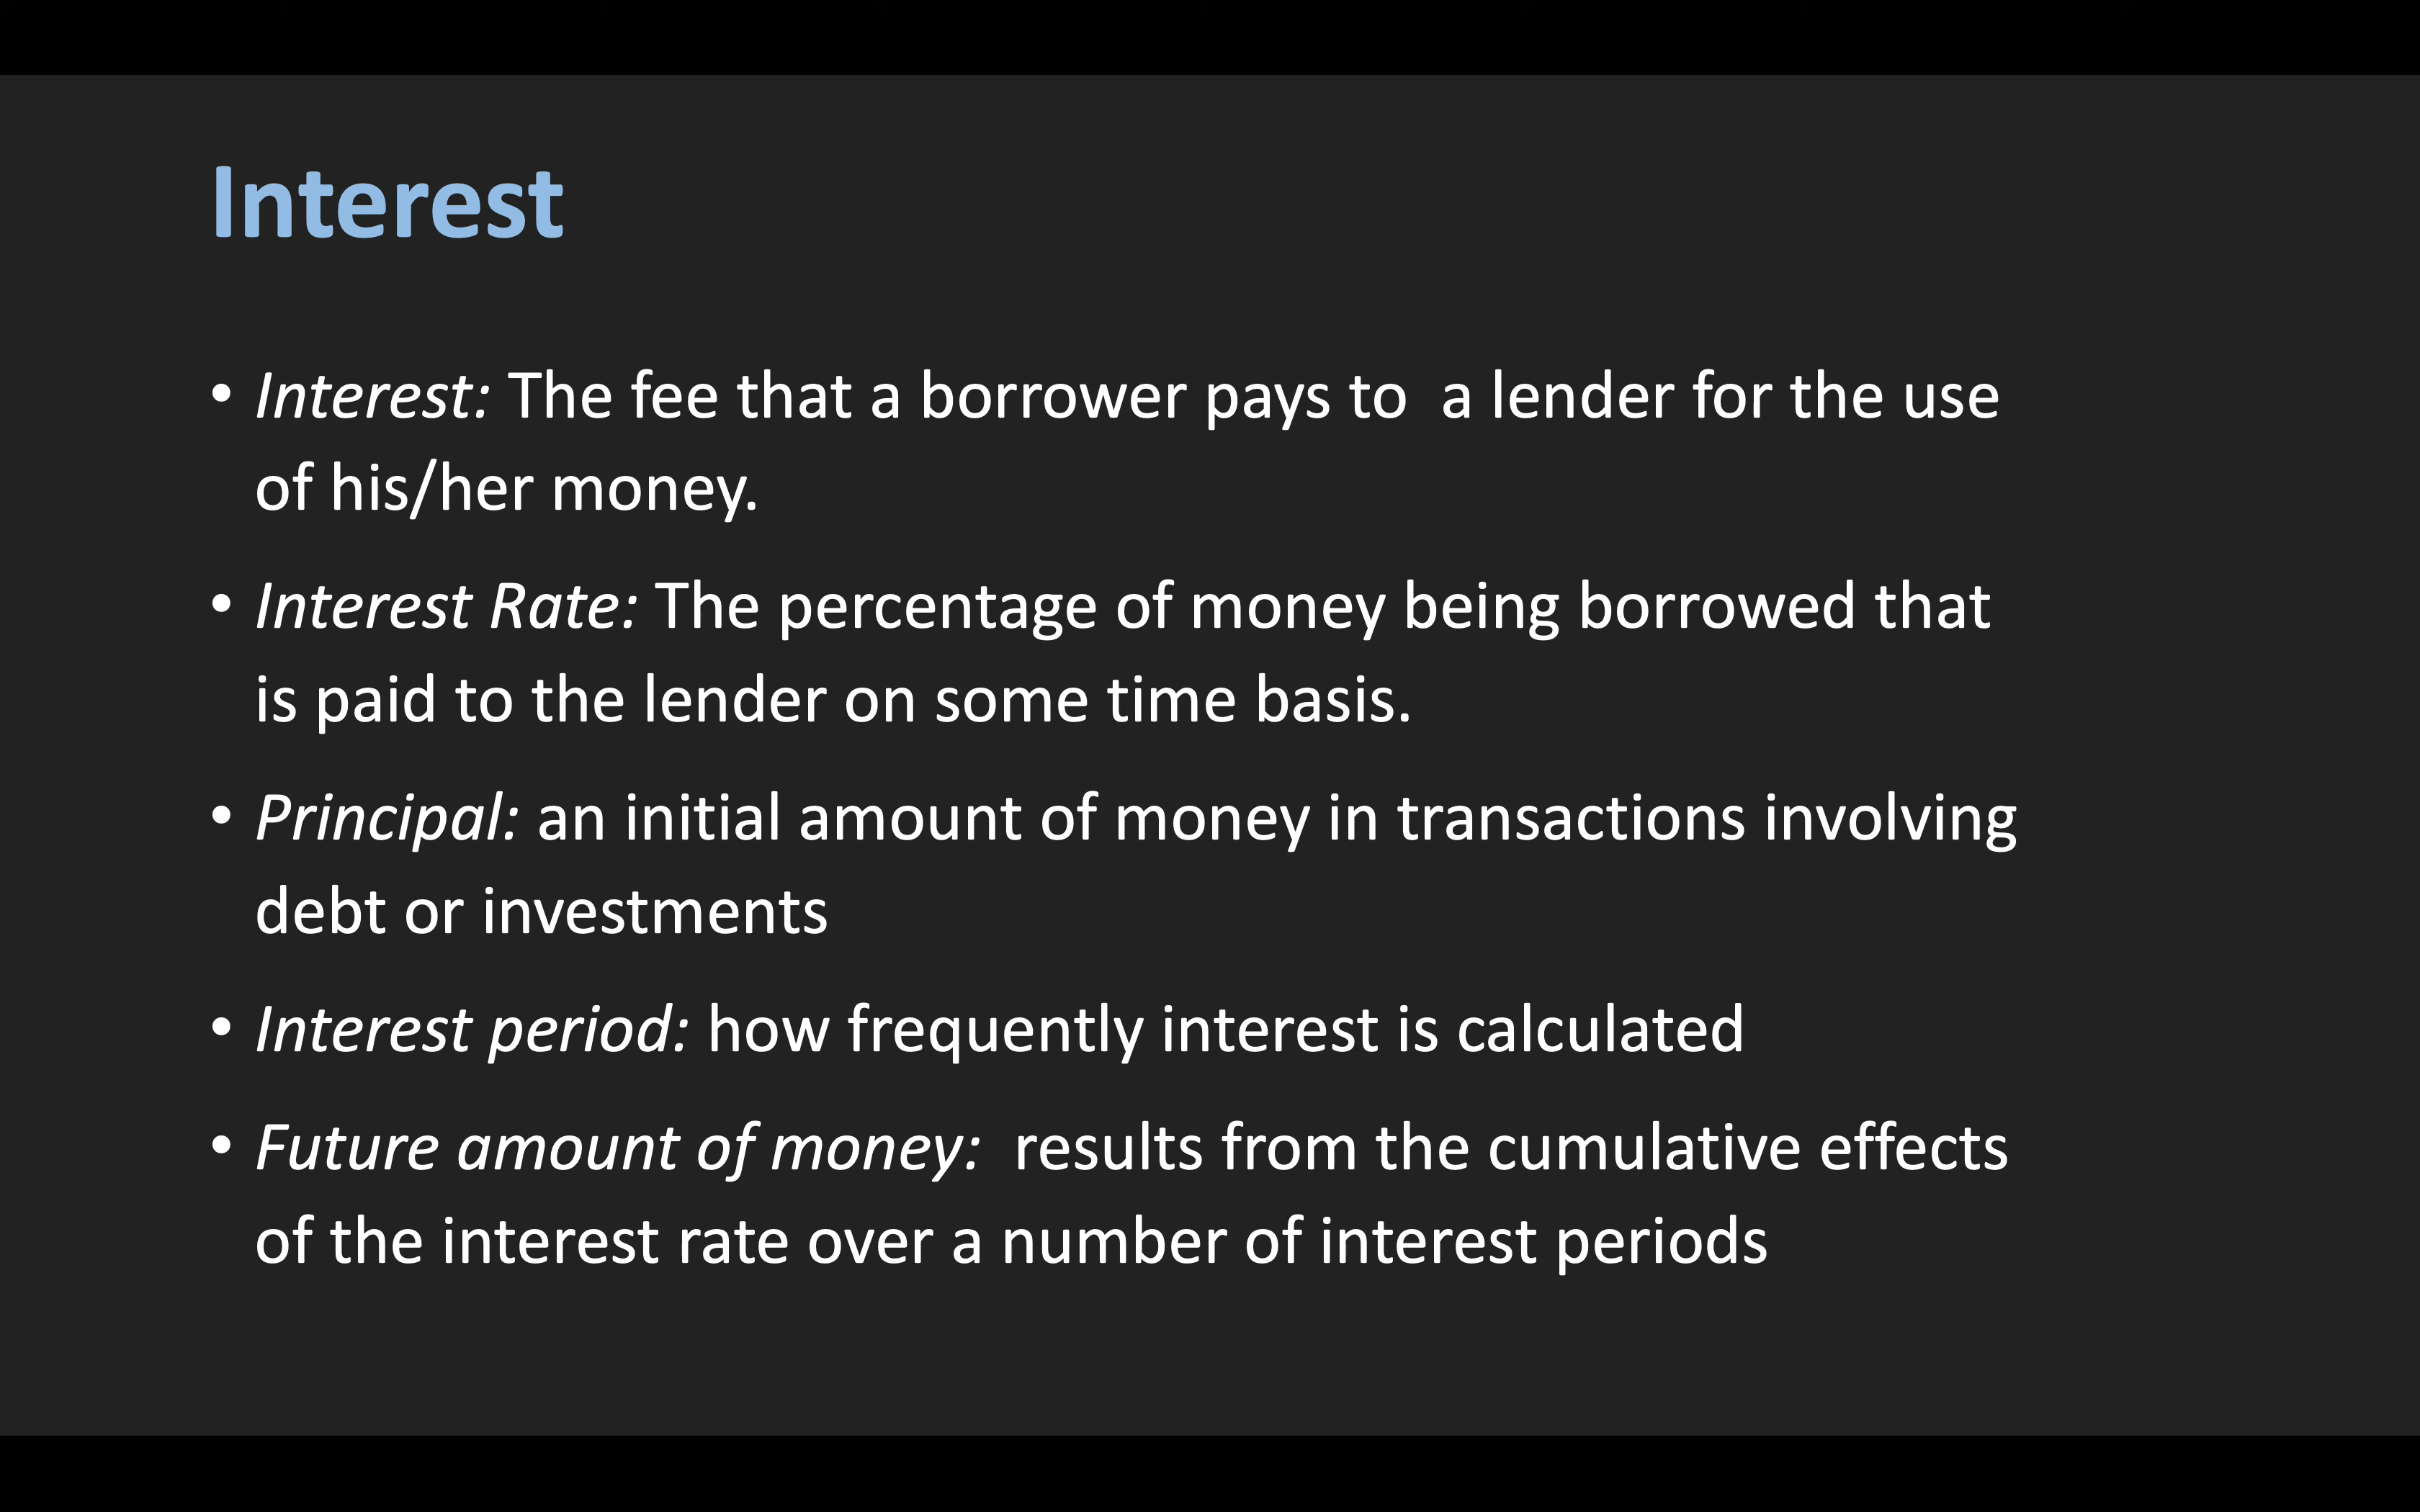 Interest
• Interest: The fee that a borrower pays to  a lender for the use
of his/her money.
• Interest Rate: The percentage of money being borrowed that
is paid to the lender on some time basis.
• Principal: an initial amount of money in transactions involving
debt or investments
• Interest period: how frequently interest is calculated
• Future amount of money:  results from the cumulative effects
of the interest rate over a number of interest periods